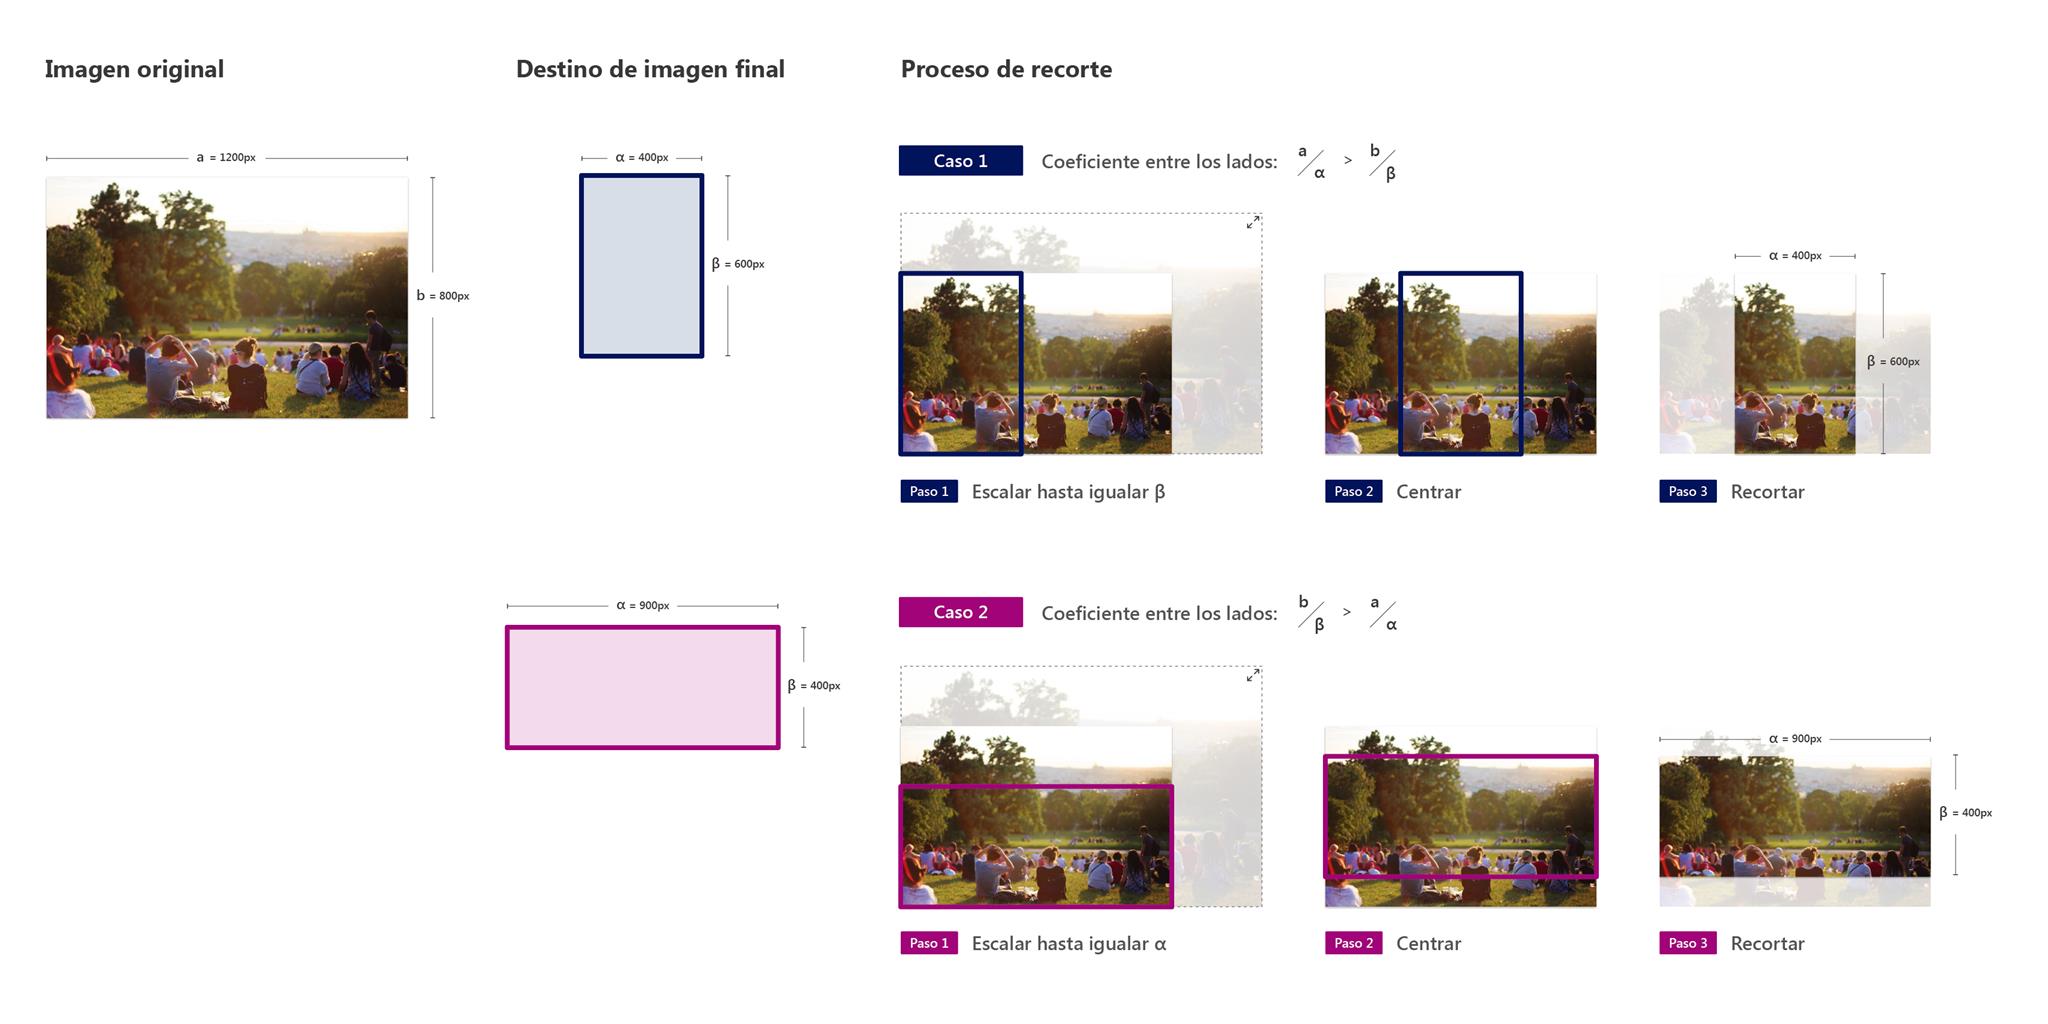 Imagen original
Destino de imagen final
Proceso de recorte
a = 1200px
b = 800px
α = 400px
β = 600px
Caso 1
Coeficiente entre los lados: a/α > b/β
α = 400px
β = 600px
Paso 1 Escalar hasta igualar β
Paso 2 Centrar
Paso 3 Recortar
α = 900px
β = 400px
Caso 2
Coeficiente entre los lados: b/β > a/α
α = 900px
β = 400px
Paso 1 Escalar hasta igualar α
Paso 2 Centrar
Paso 3 Recortar